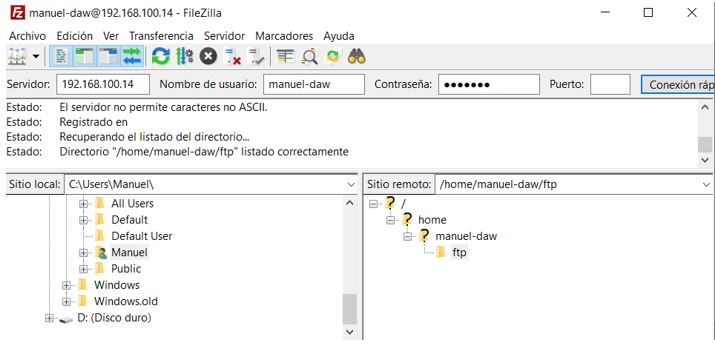 manuel-daw@192.168.100.14 - FileZilla
Archivo Edición Ver Transferencia Servidor Marcadores Ayuda
Servidor: 192.168.100.14 Nombre de usuario: manuel-daw Contraseña: ●●●●●●● Puerto: Conexión ráp
Estado: El servidor no permite caracteres no ASCII.
Estado: Registrado en
Estado: Recuperando el listado del directorio...
Estado: Directorio "/home/manuel-daw/ftp" listado correctamente
Sitio local: C:\Users\Manuel\
All Users
Default
Default User
Manuel
Public
Windows
Windows.old
D: (Disco duro)
Sitio remoto: /home/manuel-daw/ftp
/
home
manuel-daw
ftp